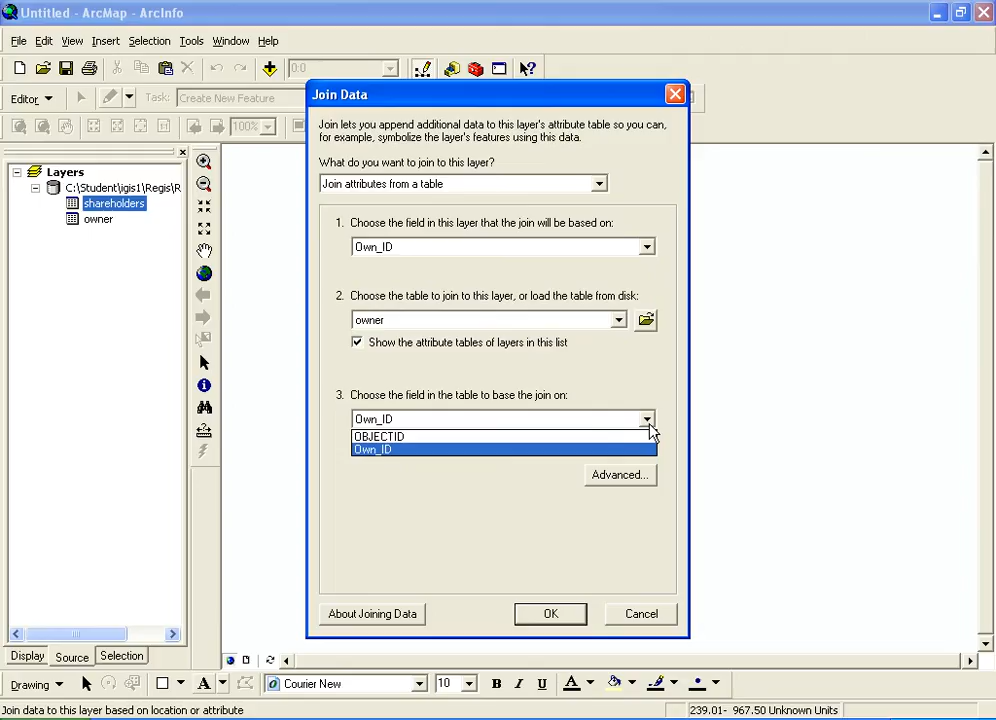 Untitled - ArcMap - ArcInfo
File Edit View Insert Selection Tools Window Help
0:0
Editor Task: Create New Feature
100%
Join Data
Join lets you append additional data to this layer's attribute table so you can,
for example, symbolize the layer's features using this data.
What do you want to join to this layer?
Join attributes from a table
1. Choose the field in this layer that the join will be based on:
Own_ID
2. Choose the table to join to this layer, or load the table from disk:
owner
Show the attribute tables of layers in this list
3. Choose the field in the table to base the join on:
Own_ID
OBJECTID
Own_ID
Advanced...
About Joining Data OK Cancel
Layers
C:\Student\igis1\Regis\R
shareholders
owner
Display Source Selection
Drawing A Courier New 10 B I U A
Join data to this layer based on location or attribute
239.01- 967.50 Unknown Units